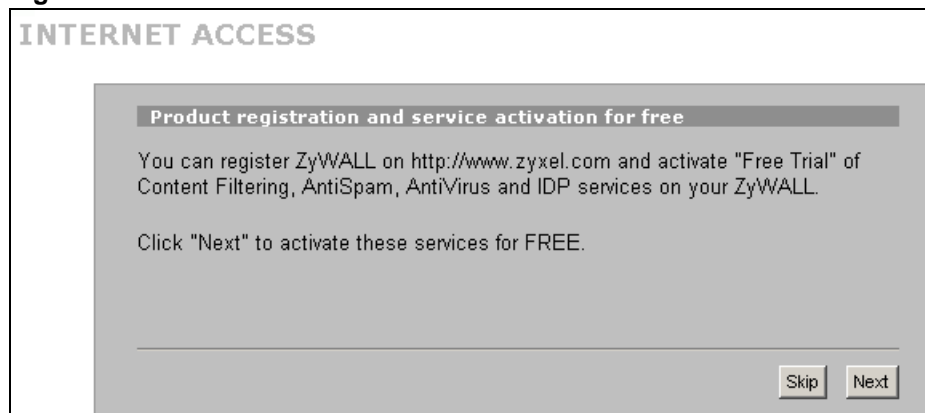 INTERNET ACCESS
Product registration and service activation for free
You can register ZyWALL on http://www.zyxel.com and activate "Free Trial" of
Content Filtering, AntiSpam, AntiVirus and IDP services on your ZyWALL.
Click "Next" to activate these services for FREE.
Skip Next